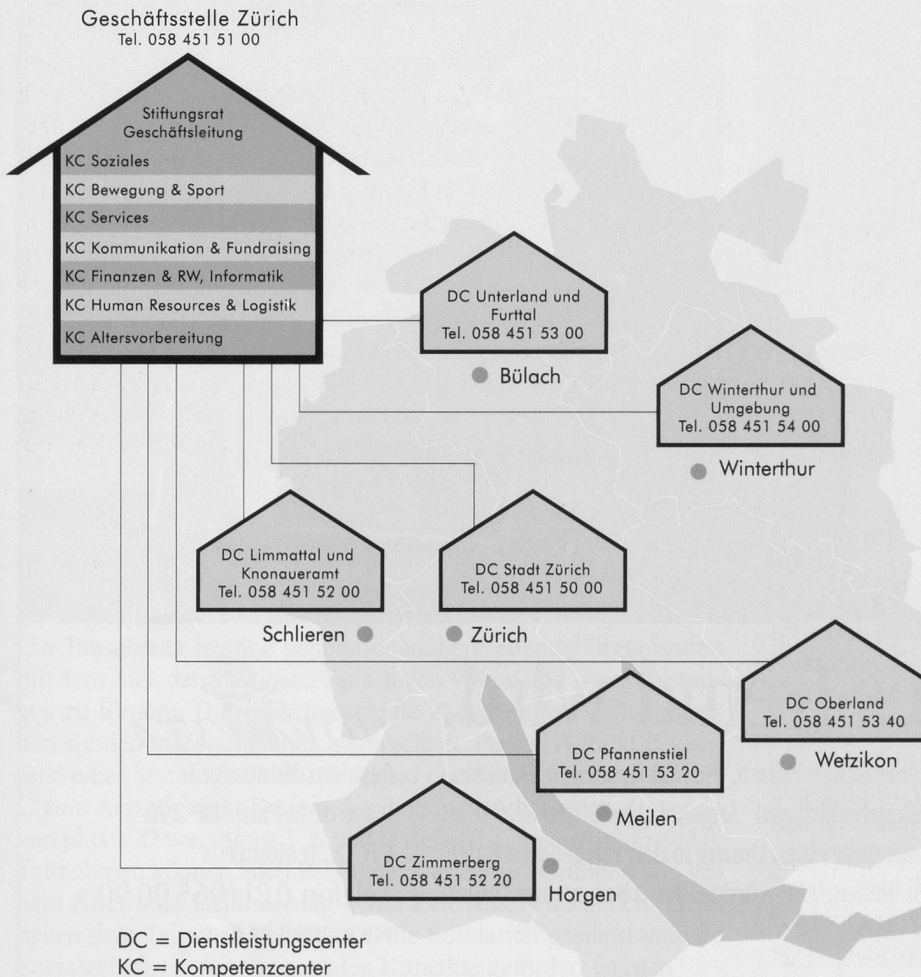 Geschäftsstelle Zürich
Tel. 058 451 51 00
Stiftungsrat
Geschäftsleitung
KC Soziales
KC Bewegung & Sport
KC Services
KC Kommunikation & Fundraising
KC Finanzen & RW, Informatik
KC Human Resources & Logistik
KC Altersvorbereitung
DC Unterland und
Furttal
Tel. 058 451 53 00
Bülach
DC Winterthur und
Umgebung
Tel. 058 451 54 00
Winterthur
DC Limmattal und
Knonaueramt
Tel. 058 451 52 00
Schlieren
DC Stadt Zürich
Tel. 058 451 50 00
Zürich
DC Oberland
Tel. 058 451 53 40
Wetzikon
DC Pfannenstiel
Tel. 058 451 53 20
Meilen
DC Zimmerberg
Tel. 058 451 52 20
Horgen
DC = Dienstleistungscenter
KC = Kompetenzcenter